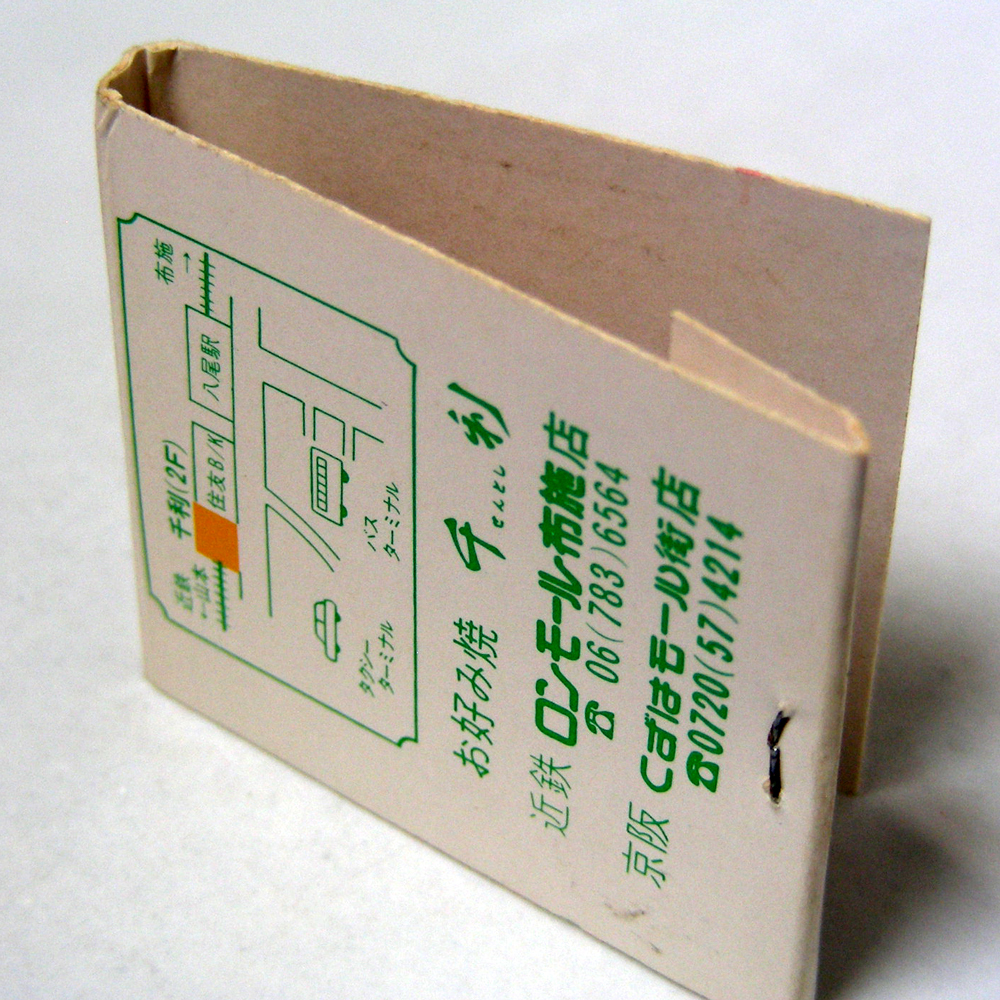 布施
→
八尾駅
住友B/K
千利(2F)
近鉄
←山本
バス
ターミナル
タクシー
ターミナル
お好み焼 千利
せんとし
近鉄 ロンモール布施店
☎ 06(783)6564
京阪 くずはモール街店
☎0720(57)4214